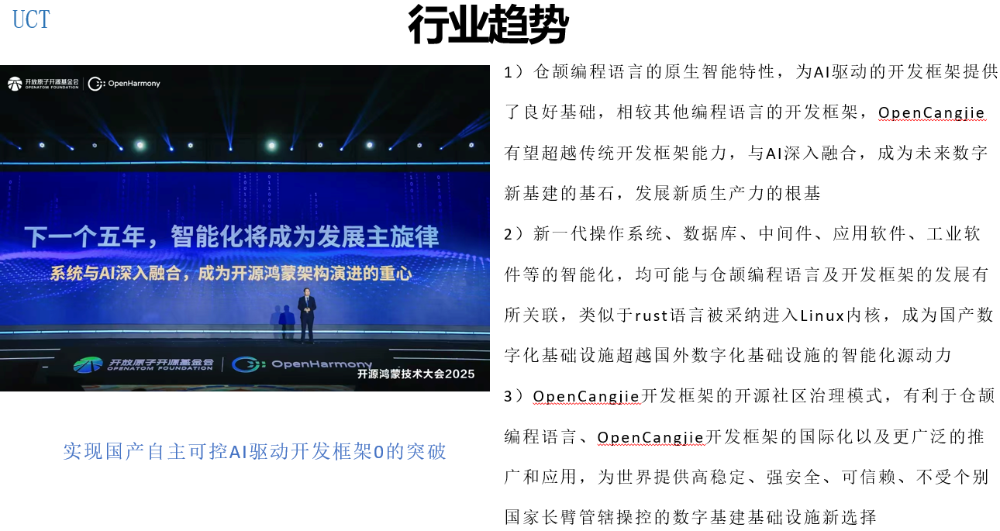 UCT
行业趋势
开放原子开源基金会
OPENATOM FOUNDATION
OpenHarmony
下一个五年，智能化将成为发展主旋律
系统与AI深入融合，成为开源鸿蒙架构演进的重心
开放原子开源基金会
OPENATOM FOUNDATION
OpenHarmony
开源鸿蒙技术大会2025
实现国产自主可控AI驱动开发框架0的突破
1）仓颉编程语言的原生智能特性，为AI驱动的开发框架提供
了良好基础，相较其他编程语言的开发框架，OpenCangjie
有望超越传统开发框架能力，与AI深入融合，成为未来数字
新基建的基石，发展新质生产力的根基
2）新一代操作系统、数据库、中间件、应用软件、工业软
件等的智能化，均可能与仓颉编程语言及开发框架的发展有
所关联，类似于rust语言被采纳进入Linux内核，成为国产数
字化基础设施超越国外数字化基础设施的智能化源动力
3）OpenCangjie开发框架的开源社区治理模式，有利于仓颉
编程语言、OpenCangjie开发框架的国际化以及更广泛的推
广和应用，为世界提供高稳定、强安全、可信赖、不受个别
国家长臂管辖操控的数字基建基础设施新选择